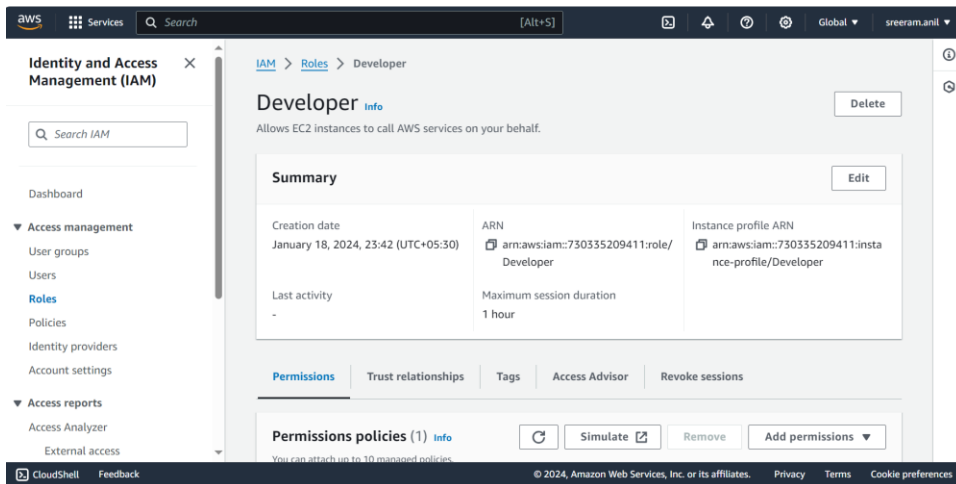 aws
Services
Search
[Alt+S]
Global
sreeram.anil
Identity and Access
Management (IAM)
Search IAM
Dashboard
Access management
User groups
Users
Roles
Policies
Identity providers
Account settings
Access reports
Access Analyzer
External access
IAM > Roles > Developer
Developer Info
Delete
Allows EC2 instances to call AWS services on your behalf.
Summary
Edit
Creation date
January 18, 2024, 23:42 (UTC+05:30)
ARN
arn:aws:iam::730335209411:role/
Developer
Instance profile ARN
arn:aws:iam::730335209411:insta
nce-profile/Developer
Last activity
-
Maximum session duration
1 hour
Permissions
Trust relationships
Tags
Access Advisor
Revoke sessions
Permissions policies (1) Info
Simulate
Remove
Add permissions
You can attach up to 10 managed policies.
CloudShell
Feedback
© 2024, Amazon Web Services, Inc. or its affiliates.
Privacy
Terms
Cookie preferences